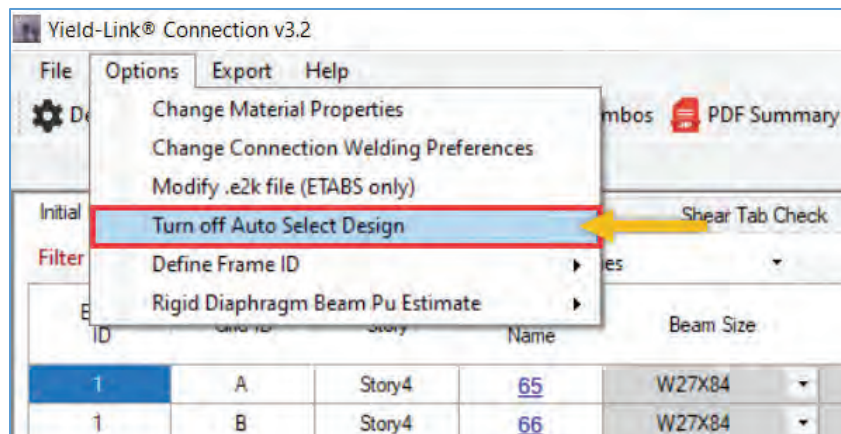 Yield-Link® Connection v3.2
File Options Export Help
Change Material Properties
mbos PDF Summary
Change Connection Welding Preferences
Modify .e2k file (ETABS only)
Initial Turn off Auto Select Design Shear Tab Check
Filter Define Frame ID
Rigid Diaphragm Beam Pu Estimate
ID Story Name Beam Size
1 A Story4 65 W27X84
1 B Story4 66 W27X84